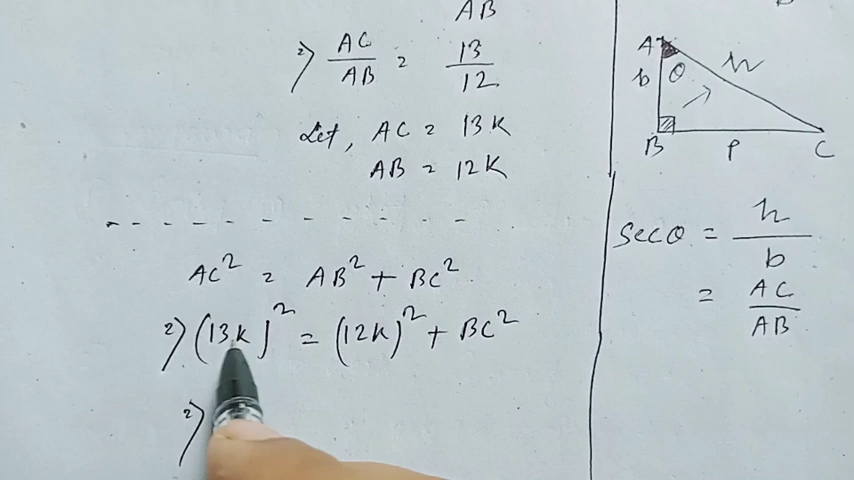 AB
=) AC/AB = 13/12
Let, AC = 13K
AB = 12K
AC² = AB² + BC²
=) (13K)² = (12K)² + BC²
=)
A
b θ h
B P C
secθ = h/b
= AC/AB